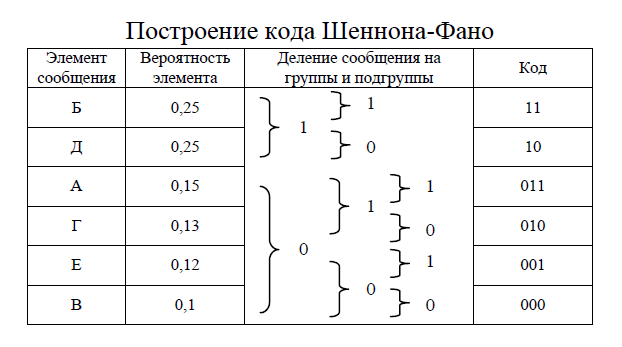 Построение кода Шеннона-Фано
Элемент сообщения | Вероятность элемента | Деление сообщения на группы и подгруппы | Код
Б | 0,25 | 1 1 | 11
Д | 0,25 | 0 | 10
А | 0,15 | 1 1 | 011
Г | 0,13 | 0 | 010
Е | 0,12 | 0 1 | 001
В | 0,1 | 0 0 | 000